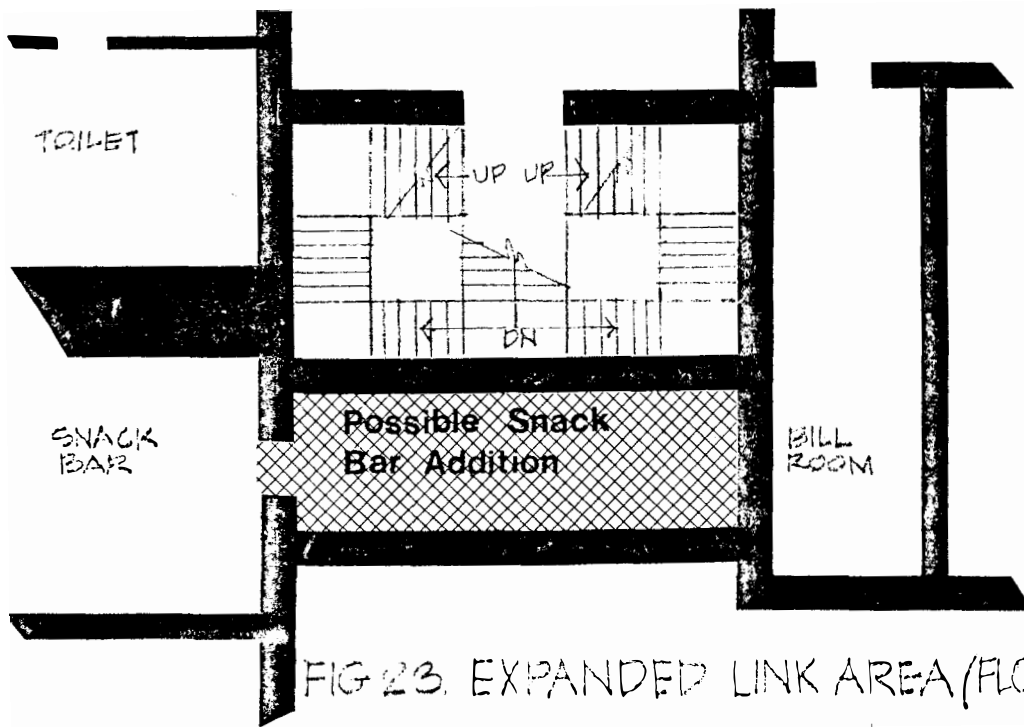 TOILET
UP UP
DN
Possible Snack
Bar Addition
SNACK
BAR
BILL
ROOM
FIG 23. EXPANDED LINK AREA (FLO